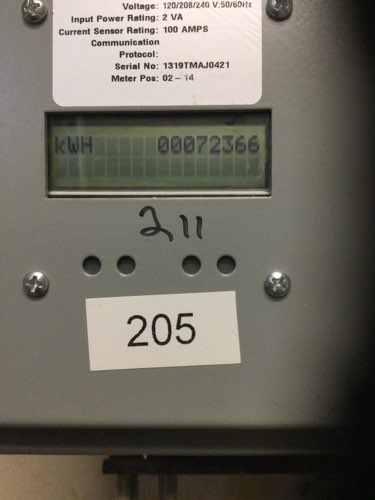 Voltage: 120/208/240 V:50/60Hz
Input Power Rating: 2 VA
Current Sensor Rating: 100 AMPS
Communication
Protocol:
Serial No: 1319TMAJ0421
Meter Pos: 02 - 14
kWH 00072366
211
205